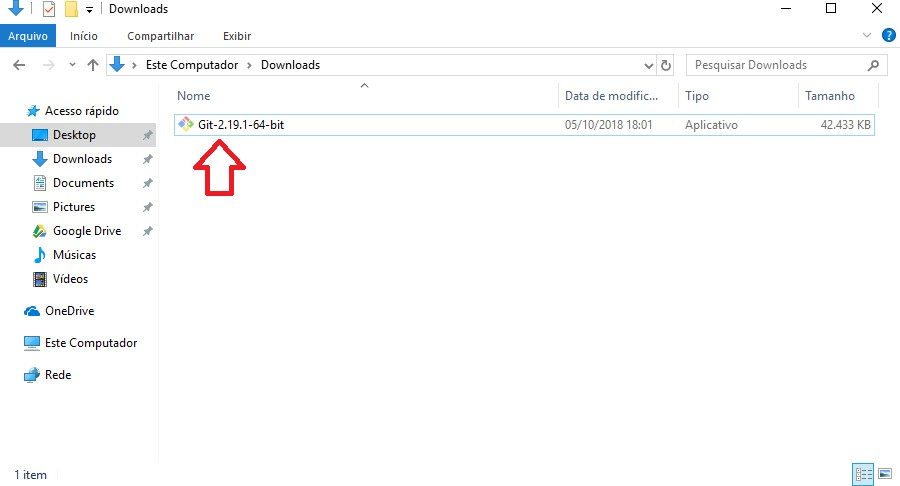 Downloads
Arquivo Início Compartilhar Exibir
Este Computador Downloads
Pesquisar Downloads
Nome Data de modific... Tipo Tamanho
Git-2.19.1-64-bit 05/10/2018 18:01 Aplicativo 42.433 KB
Acesso rápido
Desktop
Downloads
Documents
Pictures
Google Drive
Músicas
Vídeos
OneDrive
Este Computador
Rede
1 item